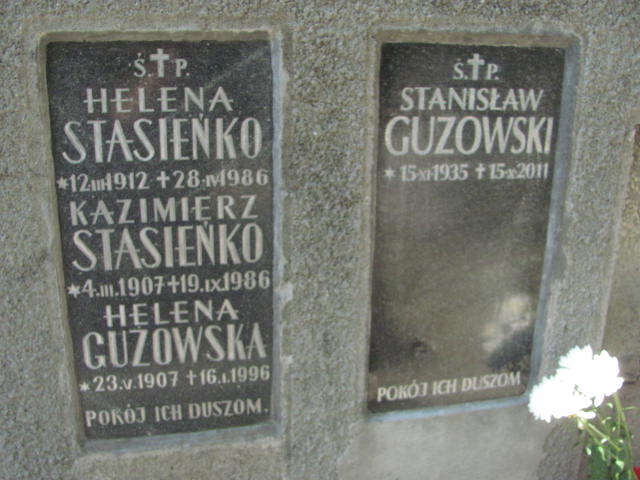 Ś.✝P.
HELENA
STASIEŃKO
*12.III.1912 ✝ 28.IV.1986
KAZIMIERZ
STASIEŃKO
*4.III.1907 ✝ 19.IX.1986
HELENA
GUZOWSKA
*23.V.1907 ✝ 16.I.1996
POKÓJ ICH DUSZOM.
Ś.✝P.
STANISŁAW
GUZOWSKI
*15.XI.1935 ✝ 15.X.2011
POKÓJ ICH DUSZOM